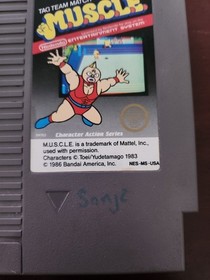 TAG TEAM MATCH
M.U.S.C.L.E.
Nintendo
ENTERTAINMENT SYSTEM
Character Action Series
M.U.S.C.L.E. is a trademark of Mattel, Inc.,
used with permission.
Characters © Toei/Yudetamago 1983
© 1986 Bandai America, Inc.
NES-MS-USA